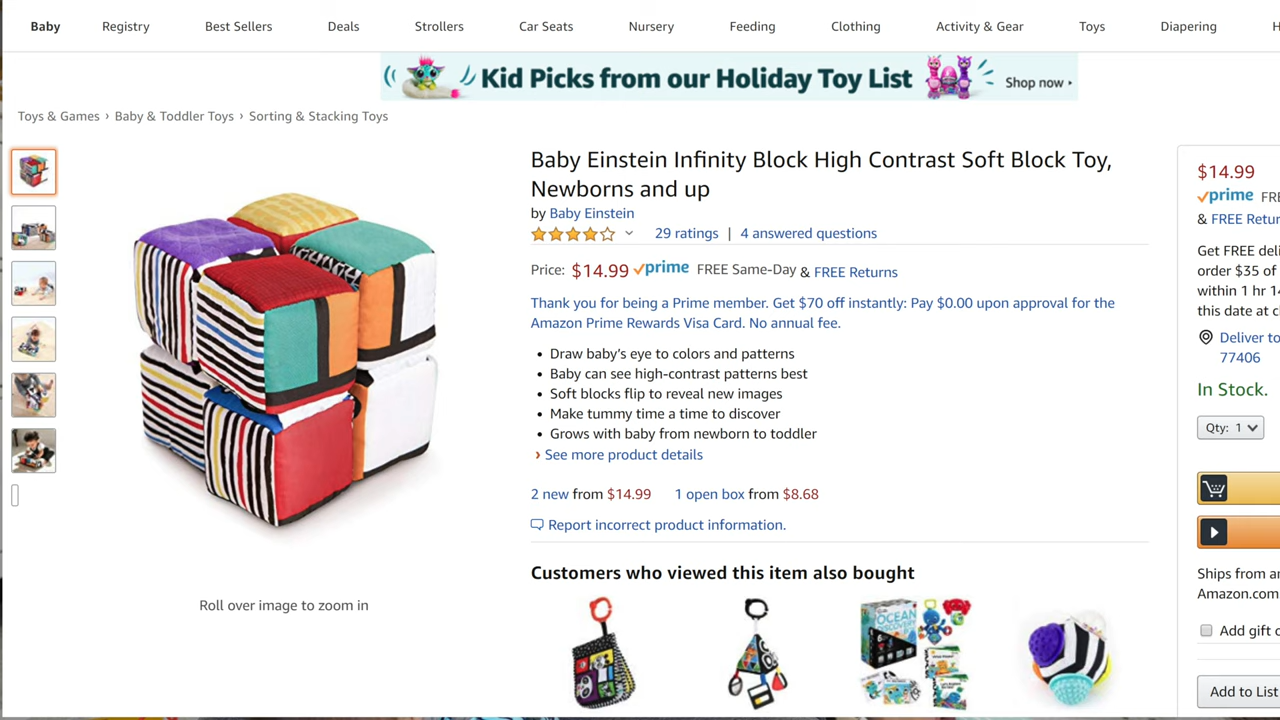 Baby Registry Best Sellers Deals Strollers Car Seats Nursery Feeding Clothing Activity & Gear Toys Diapering H
Kid Picks from our Holiday Toy List Shop now
Toys & Games › Baby & Toddler Toys › Sorting & Stacking Toys
Baby Einstein Infinity Block High Contrast Soft Block Toy,
Newborns and up
by Baby Einstein
29 ratings | 4 answered questions
Price: $14.99 prime FREE Same-Day & FREE Returns
Thank you for being a Prime member. Get $70 off instantly: Pay $0.00 upon approval for the
Amazon Prime Rewards Visa Card. No annual fee.
• Draw baby's eye to colors and patterns
• Baby can see high-contrast patterns best
• Soft blocks flip to reveal new images
• Make tummy time a time to discover
• Grows with baby from newborn to toddler
› See more product details
2 new from $14.99 1 open box from $8.68
Report incorrect product information.
Customers who viewed this item also bought
OCEAN
DISCOVERY
Roll over image to zoom in
$14.99
prime FRE
& FREE Retur
Get FREE deli
order $35 of
within 1 hr 14
this date at c
Deliver to
77406
In Stock.
Qty: 1
Ships from an
Amazon.com
Add gift o
Add to List